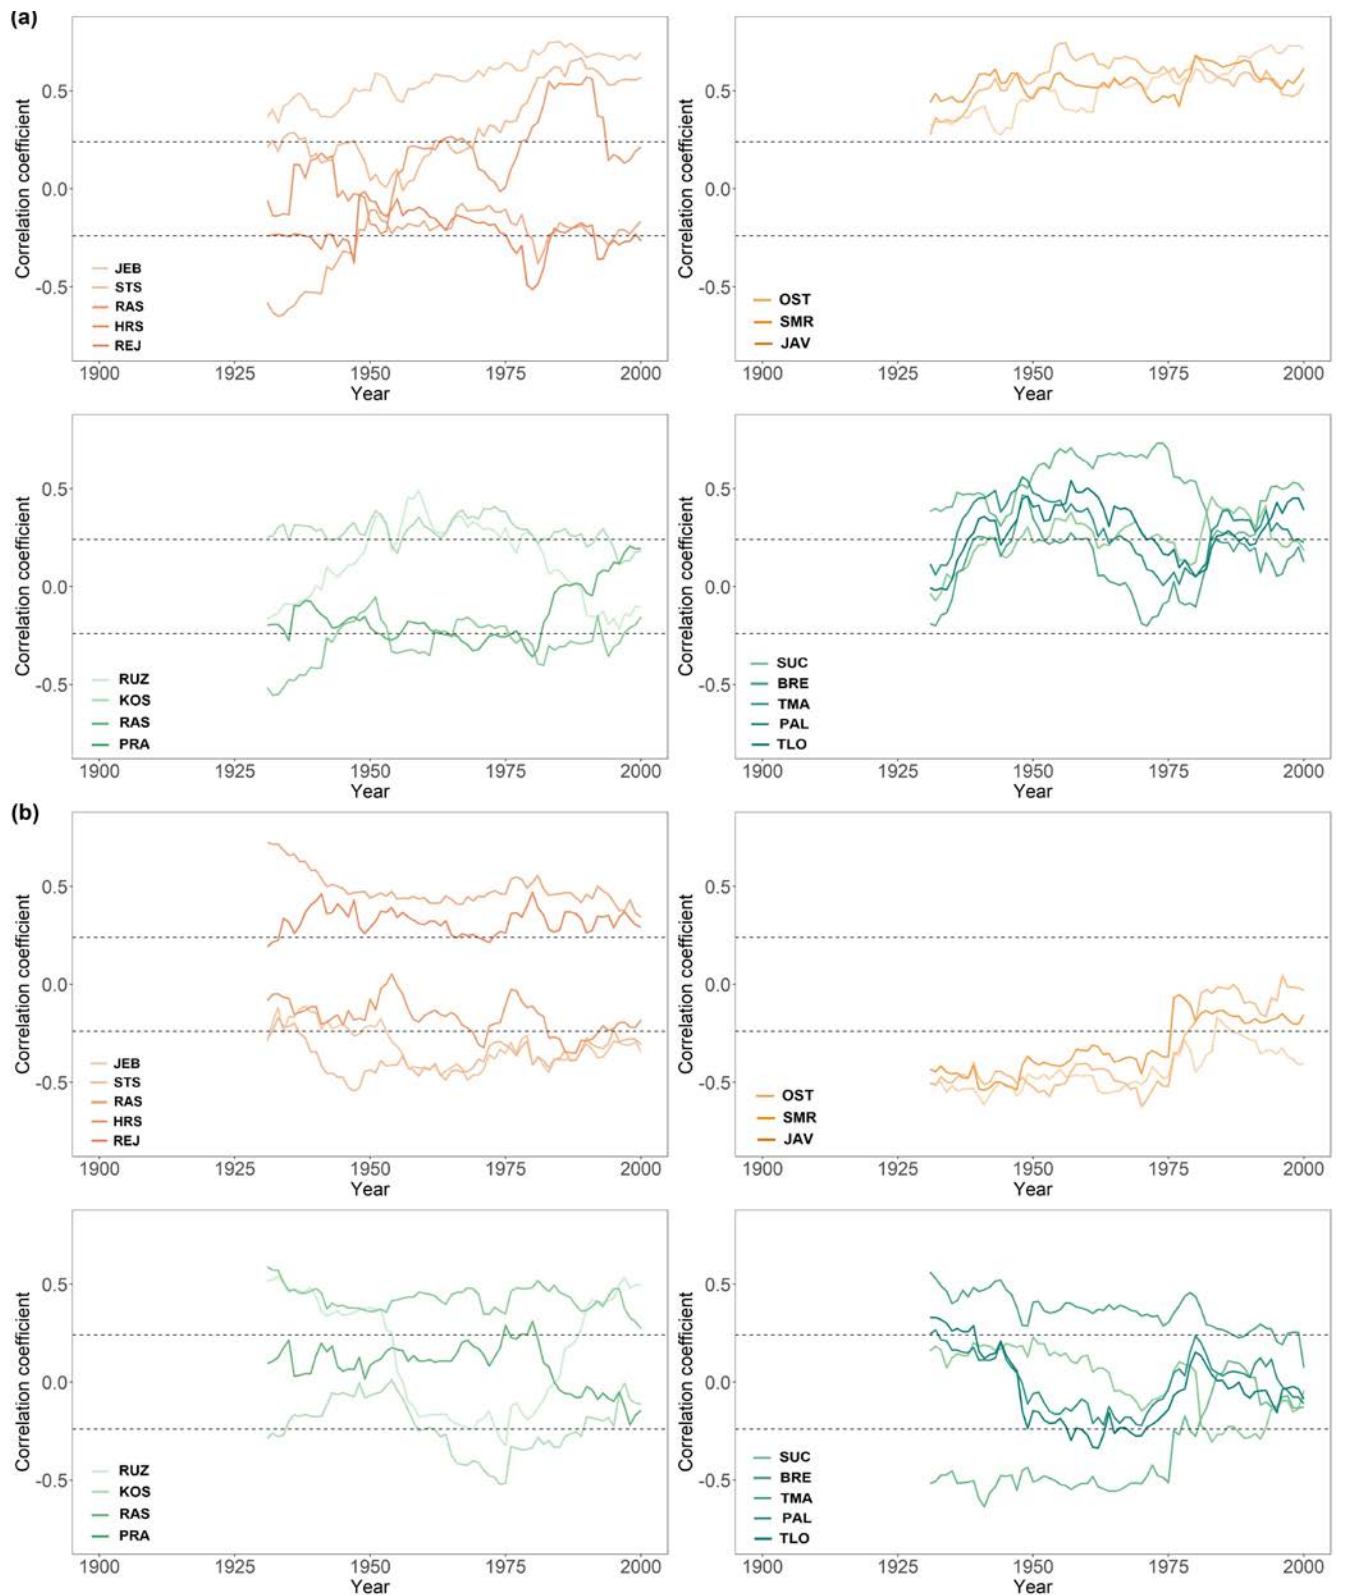 (a)
Correlation coefficient
0.5
0.0
-0.5
JEB
STS
RAS
HRS
REJ
1900 1925 1950 1975 2000
Year
Correlation coefficient
0.5
0.0
-0.5
OST
SMR
JAV
1900 1925 1950 1975 2000
Year
Correlation coefficient
0.5
0.0
-0.5
RUZ
KOS
RAS
PRA
1900 1925 1950 1975 2000
Year
Correlation coefficient
0.5
0.0
-0.5
SUC
BRE
TMA
PAL
TLO
1900 1925 1950 1975 2000
Year
(b)
Correlation coefficient
0.5
0.0
-0.5
JEB
STS
RAS
HRS
REJ
1900 1925 1950 1975 2000
Year
Correlation coefficient
0.5
0.0
-0.5
OST
SMR
JAV
1900 1925 1950 1975 2000
Year
Correlation coefficient
0.5
0.0
-0.5
RUZ
KOS
RAS
PRA
1900 1925 1950 1975 2000
Year
Correlation coefficient
0.5
0.0
-0.5
SUC
BRE
TMA
PAL
TLO
1900 1925 1950 1975 2000
Year